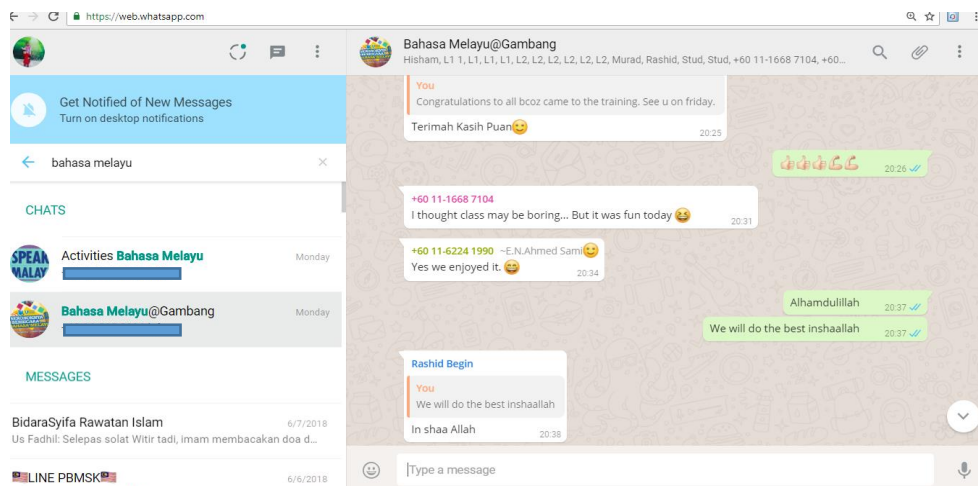 https://web.whatsapp.com
Get Notified of New Messages
Turn on desktop notifications
bahasa melayu
CHATS
SPEAK
MALAY
Activities Bahasa Melayu
Monday
Bahasa Melayu@Gambang
Monday
MESSAGES
BidaraSyifa Rawatan Islam
6/7/2018
Us Fadhil: Selepas solat Witir tadi, imam membacakan doa d...
🇲🇾LINE PBMSK🇲🇾
6/6/2018
Bahasa Melayu@Gambang
Hisham, L1 1, L1, L1, L1, L2, L2, L2, L2, L2, L2, Murad, Rashid, Stud, Stud, +60 11-1668 7104, +60...
You
Congratulations to all bcoz came to the training. See u on friday.
Terimah Kasih Puan😊
20:25
👍👍👍💪💪 20:26
+60 11-1668 7104
I thought class may be boring... But it was fun today 😆
20:31
+60 11-6224 1990 ~E.N.Ahmed Sami🙂
Yes we enjoyed it. 😄
20:34
Alhamdulillah 20:37
We will do the best inshaallah 20:37
Rashid Begin
You
We will do the best inshaallah
In shaa Allah
20:38
Type a message